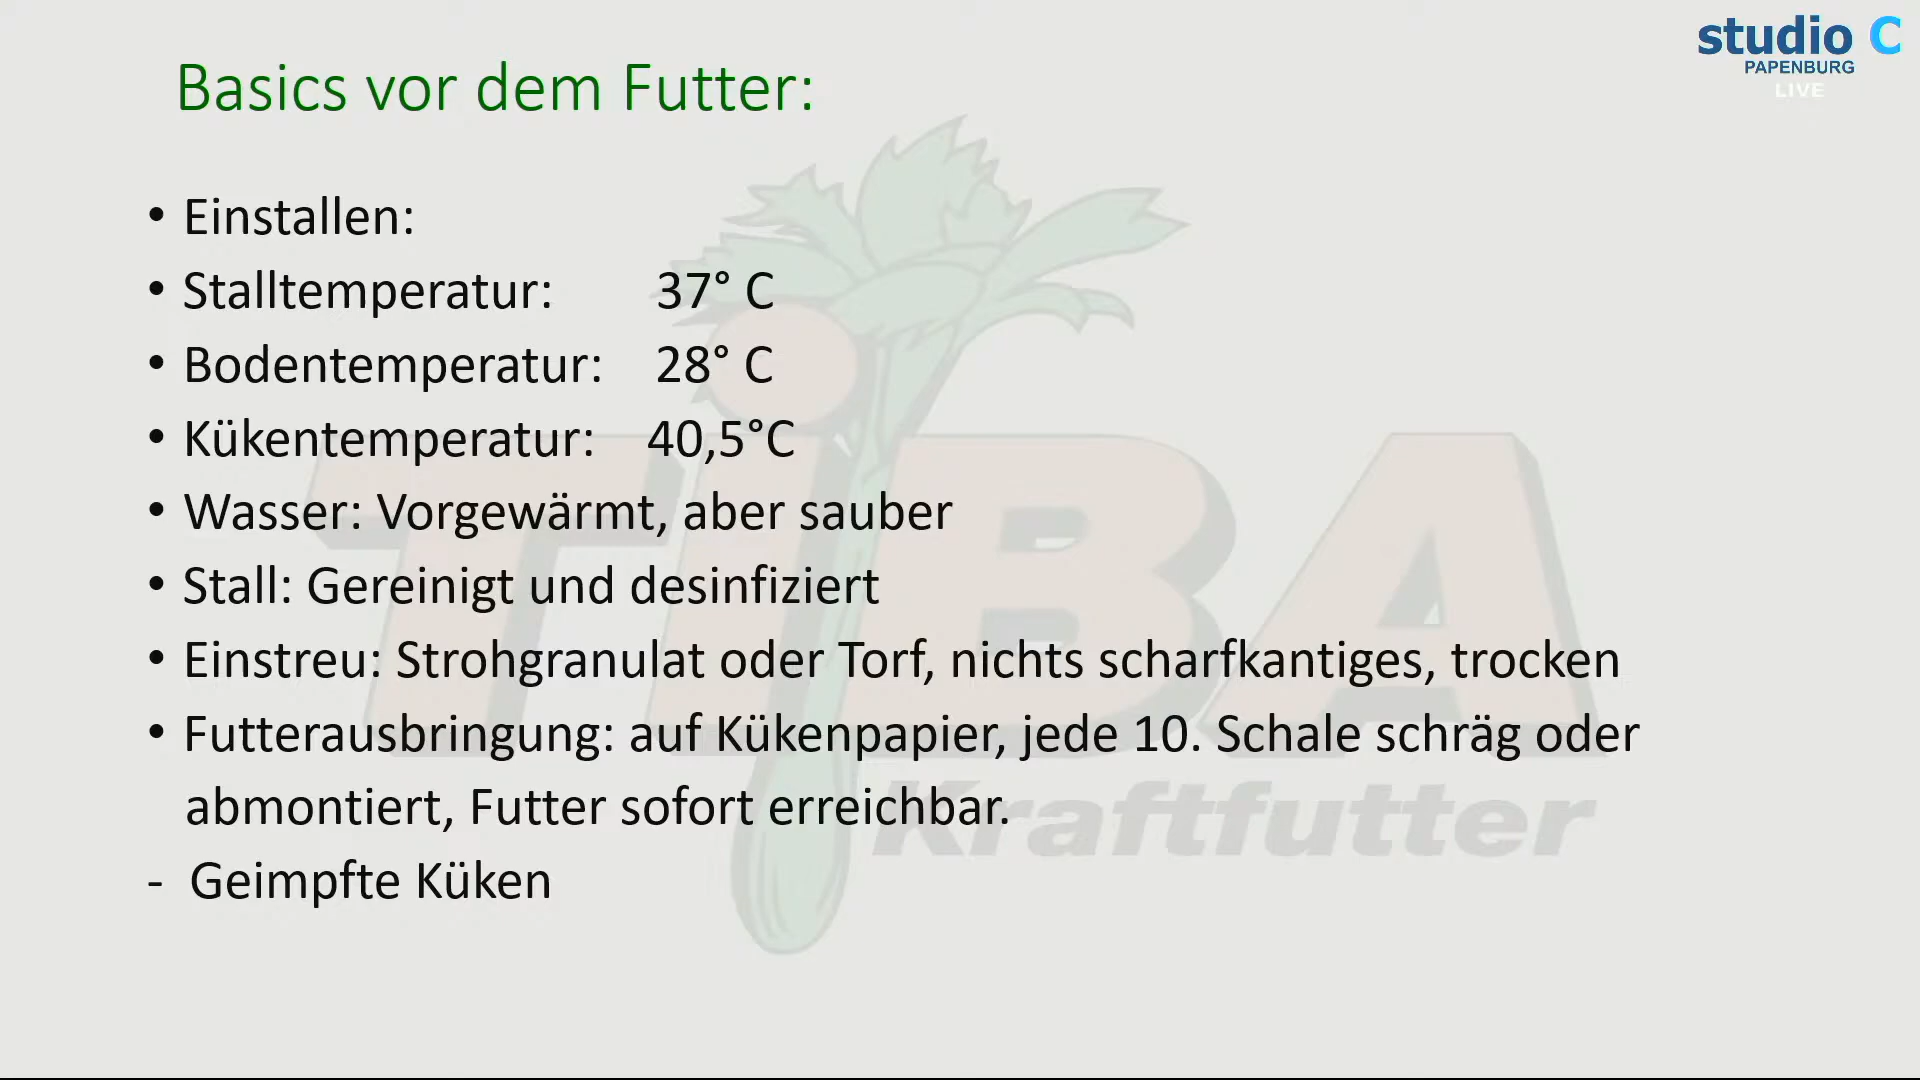 studio C
PAPENBURG
LIVE
Basics vor dem Futter:
• Einstallen:
• Stalltemperatur: 37° C
• Bodentemperatur: 28° C
• Kükentemperatur: 40,5°C
• Wasser: Vorgewärmt, aber sauber
• Stall: Gereinigt und desinfiziert
• Einstreu: Strohgranulat oder Torf, nichts scharfkantiges, trocken
• Futterausbringung: auf Kükenpapier, jede 10. Schale schräg oder
abmontiert, Futter sofort erreichbar.
- Geimpfte Küken
TiBA
Kraftfutter